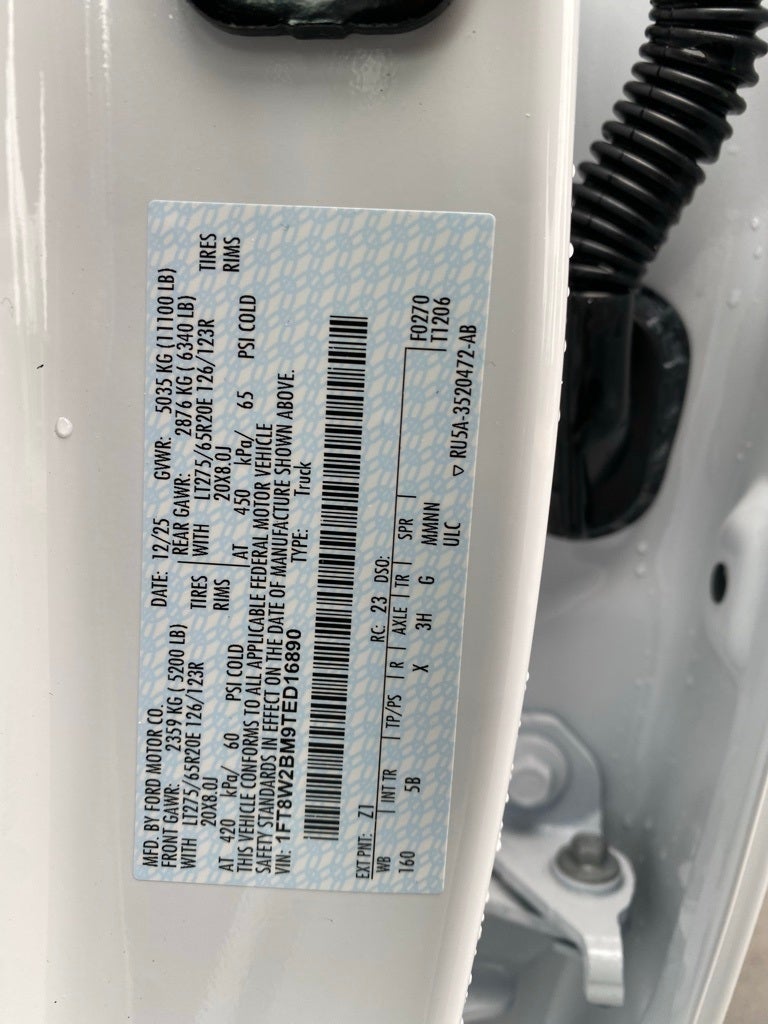 MFD. BY FORD MOTOR CO.
DATE: 12/25 GVWR: 5035 KG (11100 LB)
FRONT GAWR: 2359 KG ( 5200 LB) REAR GAWR: 2876 KG ( 6340 LB)
WITH LT275/65R20E 126/123R TIRES WITH LT275/65R20E 126/123R TIRES
20X8.0J RIMS 20X8.0J RIMS
AT 420 kPa/ 60 PSI COLD AT 450 kPa/ 65 PSI COLD
THIS VEHICLE CONFORMS TO ALL APPLICABLE FEDERAL MOTOR VEHICLE
SAFETY STANDARDS IN EFFECT ON THE DATE OF MANUFACTURE SHOWN ABOVE.
VIN: 1FT8W2BM9TED16890 TYPE: Truck
EXT PNT: Z1 RC: 23 DSO: F0270
WB INT TR TP/PS R AXLE TR SPR T1206
160 5B X 3H G MMMNN
ULC ▽ RU5A-3520472-AB